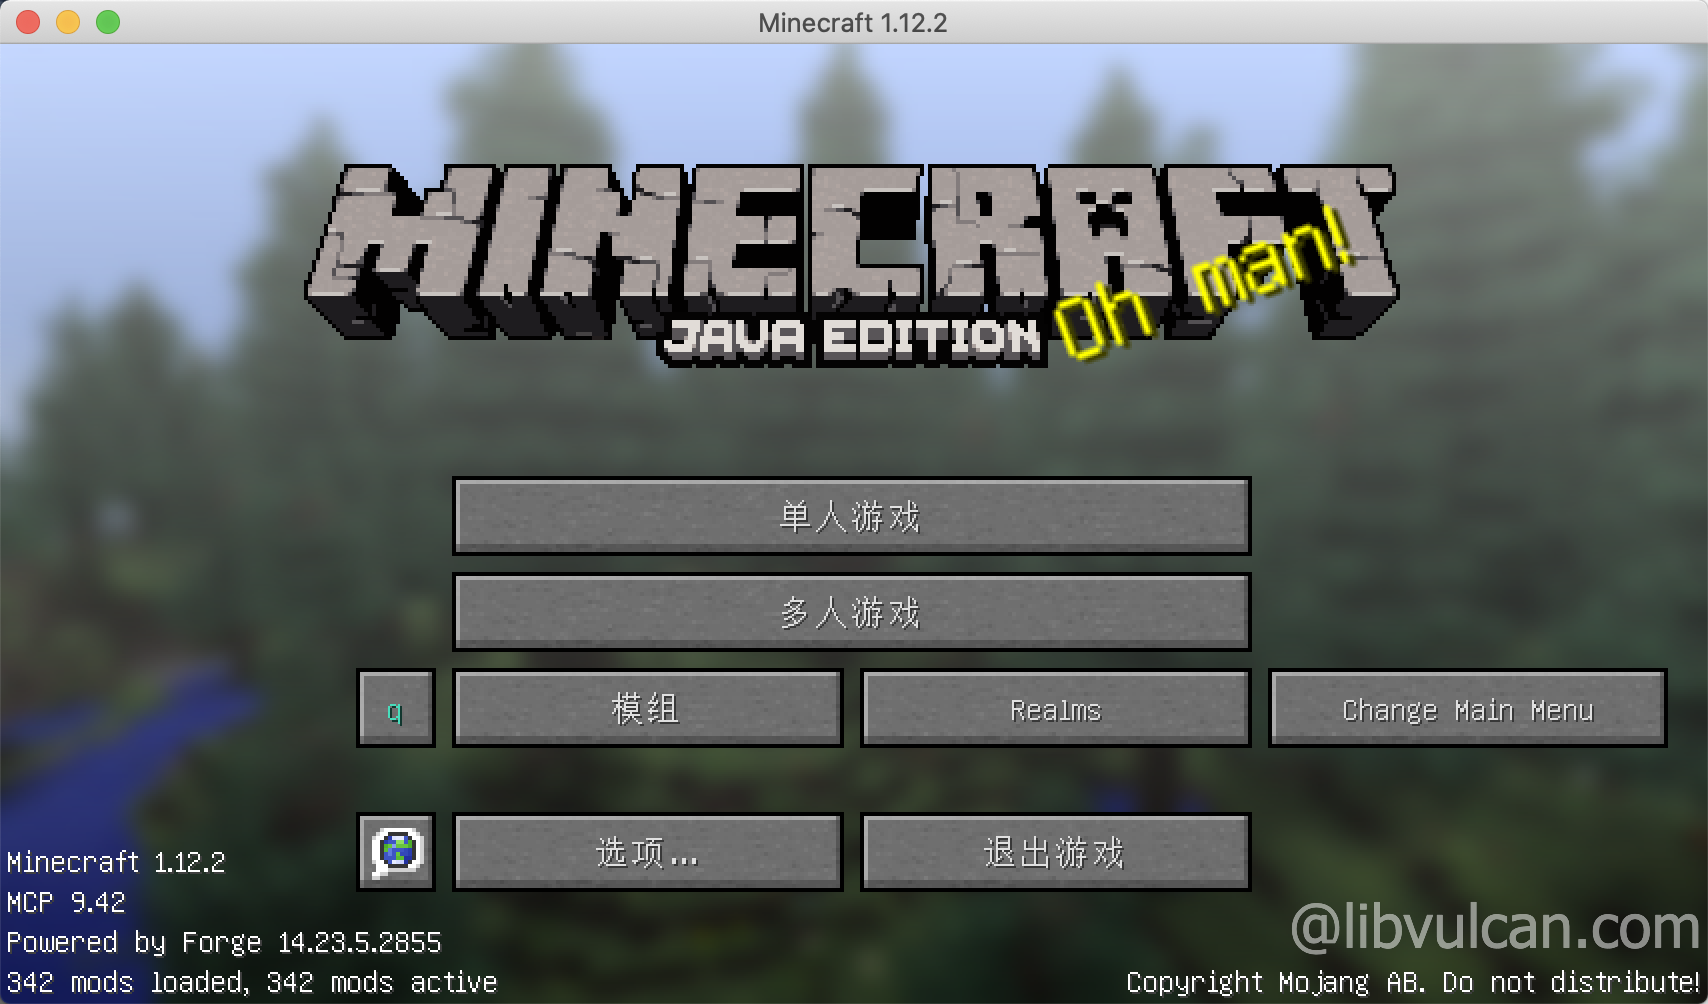 Minecraft 1.12.2
MINECRAFT
JAVA EDITION
Oh man!
单人游戏
多人游戏
q
模组
Realms
Change Main Menu
选项...
退出游戏
Minecraft 1.12.2
MCP 9.42
Powered by Forge 14.23.5.2855
342 mods loaded, 342 mods active
@libvulcan.com
Copyright Mojang AB. Do not distribute!